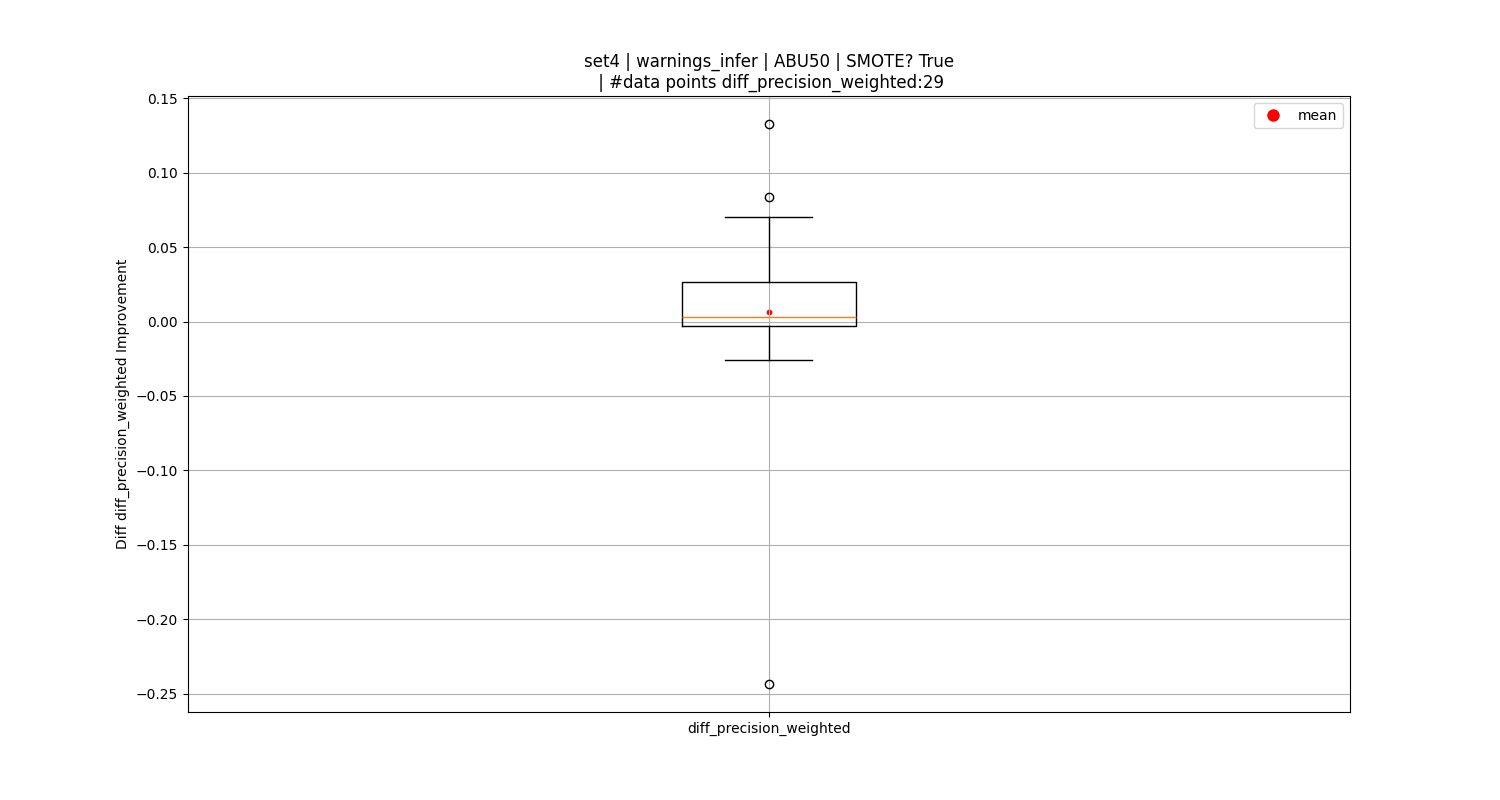 set4 | warnings_infer | ABU50 | SMOTE? True
| #data points diff_precision_weighted:29
mean
0.15
0.10
0.05
0.00
−0.05
−0.10
−0.15
−0.20
−0.25
Diff diff_precision_weighted Improvement
diff_precision_weighted